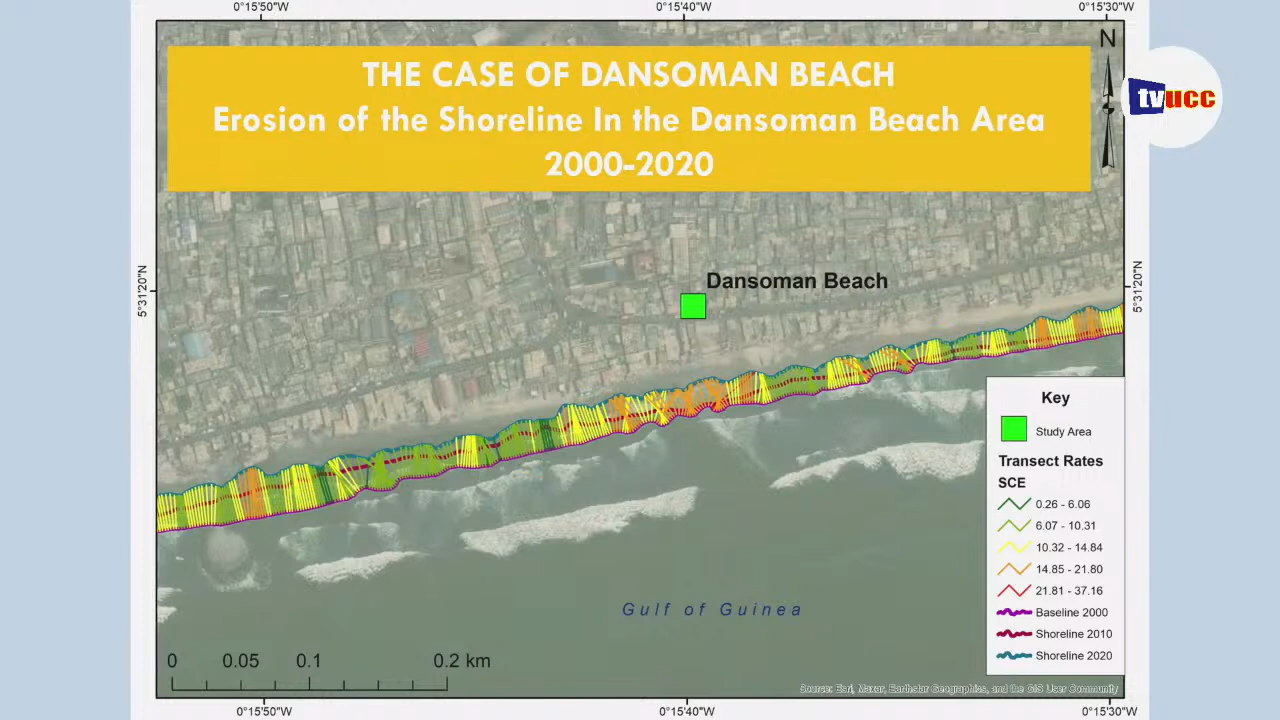 0°15'50"W
0°15'40"W
0°15'30"W
N
THE CASE OF DANSOMAN BEACH
Erosion of the Shoreline In the Dansoman Beach Area
2000-2020
tvucc
5°31'20"N
5°31'20"N
Dansoman Beach
Key
Study Area
Transect Rates
SCE
0.26 - 6.06
6.07 - 10.31
10.32 - 14.84
14.85 - 21.80
21.81 - 37.16
Baseline 2000
Shoreline 2010
Shoreline 2020
Gulf of Guinea
0 0.05 0.1 0.2 km
Source: Esri, Maxar, Earthstar Geographics, and the GIS User Community
0°15'50"W
0°15'40"W
0°15'30"W